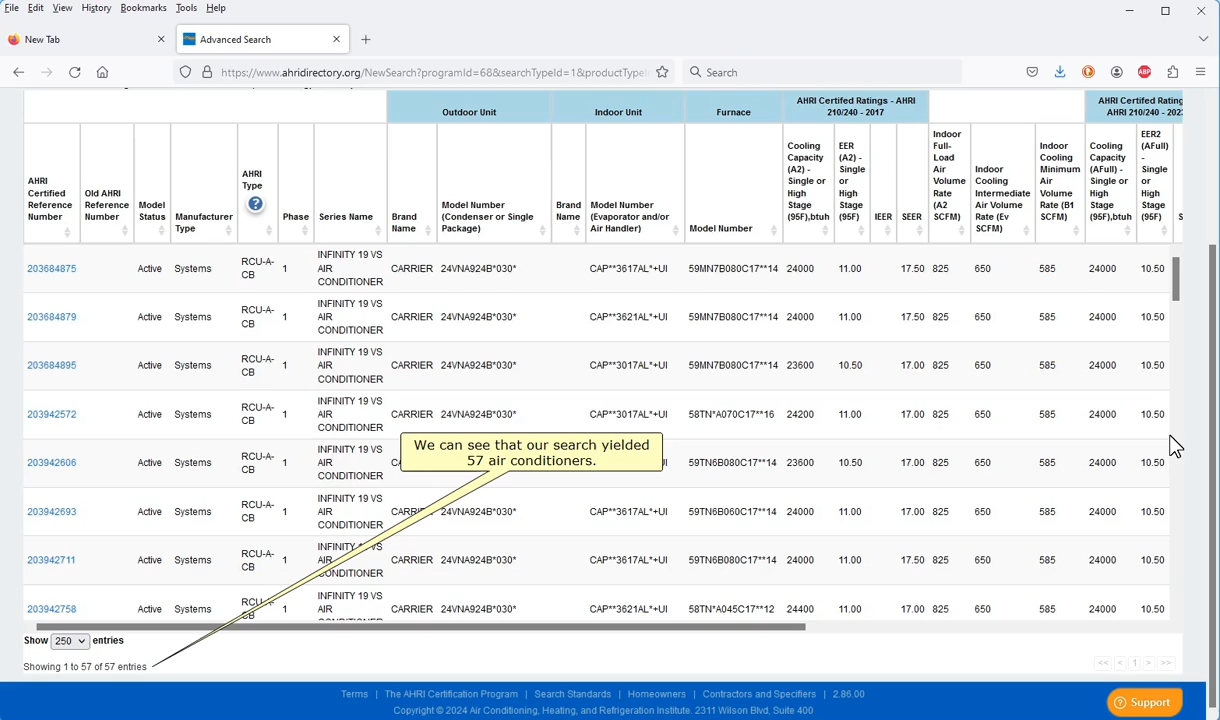 File Edit View History Bookmarks Tools Help
New Tab
Advanced Search
https://www.ahridirectory.org/NewSearch?programId=68&searchTypeId=1&productType
Search
ABP
Outdoor Unit Indoor Unit Furnace AHRI Certifed Ratings - AHRI 210/240 - 2017 AHRI Certifed Rating AHRI 210/240 - 2023
AHRI Certified Reference Number
Old AHRI Reference Number
Model Status
Manufacturer Type
AHRI Type ?
Phase
Series Name
Brand Name
Model Number (Condenser or Single Package)
Brand Name
Model Number (Evaporator and/or Air Handler)
Model Number
Cooling Capacity (A2) - Single or High Stage (95F),btuh
EER (A2) - Single or High Stage (95F)
IEER
SEER
Indoor Full-Load Air Volume Rate (A2 SCFM)
Indoor Cooling Intermediate Air Volume Rate (Ev SCFM)
Indoor Cooling Minimum Air Volume Rate (B1 SCFM)
Cooling Capacity (AFull) - Single or High Stage (95F),btuh
EER2 (AFull) - Single or High Stage (95F)
S
203684875 Active Systems RCU-A-CB 1 INFINITY 19 VS AIR CONDITIONER CARRIER 24VNA924B*030* CAP**3617AL*+UI 59MN7B080C17**14 24000 11.00 17.50 825 650 585 24000 10.50
203684879 Active Systems RCU-A-CB 1 INFINITY 19 VS AIR CONDITIONER CARRIER 24VNA924B*030* CAP**3621AL*+UI 59MN7B080C17**14 24000 11.00 17.50 825 650 585 24000 10.50
203684895 Active Systems RCU-A-CB 1 INFINITY 19 VS AIR CONDITIONER CARRIER 24VNA924B*030* CAP**3017AL*+UI 59MN7B080C17**14 23600 10.50 17.00 825 650 585 24000 10.50
203942572 Active Systems RCU-A-CB 1 INFINITY 19 VS AIR CONDITIONER CARRIER 24VNA924B*030* CAP**3017AL*+UI 58TN*A070C17**16 24200 11.00 17.00 825 650 585 24000 10.50
203942606 Active Systems RCU-A-CB 1 INFINITY 19 VS AIR CONDITIONER UI 59TN6B080C17**14 23600 10.50 17.00 825 650 585 24000 10.50
We can see that our search yielded
57 air conditioners.
203942693 Active Systems RCU-A-CB 1 INFINITY 19 VS AIR CONDITIONER CARRIER 24VNA924B*030* CAP**3617AL*+UI 59TN6B060C17**14 24000 11.00 17.00 825 650 585 24000 10.50
203942711 Active Systems RCU-A-CB 1 INFINITY 19 VS AIR CONDITIONER CARRIER 24VNA924B*030* CAP**3617AL*+UI 59TN6B080C17**14 24000 11.00 17.50 825 650 585 24000 10.50
203942758 Active Systems RCU-A-CB 1 INFINITY 19 VS AIR CONDITIONER CARRIER 24VNA924B*030* CAP**3621AL*+UI 58TN*A045C17**12 24400 11.00 17.00 825 650 585 24000 10.50
Show 250 entries
Showing 1 to 57 of 57 entries
<< < 1 > >>
Terms | The AHRI Certification Program | Search Standards | Homeowners | Contractors and Specifiers | 2.86.00
Copyright © 2024 Air Conditioning, Heating, and Refrigeration Institute. 2311 Wilson Blvd, Suite 400
? Support